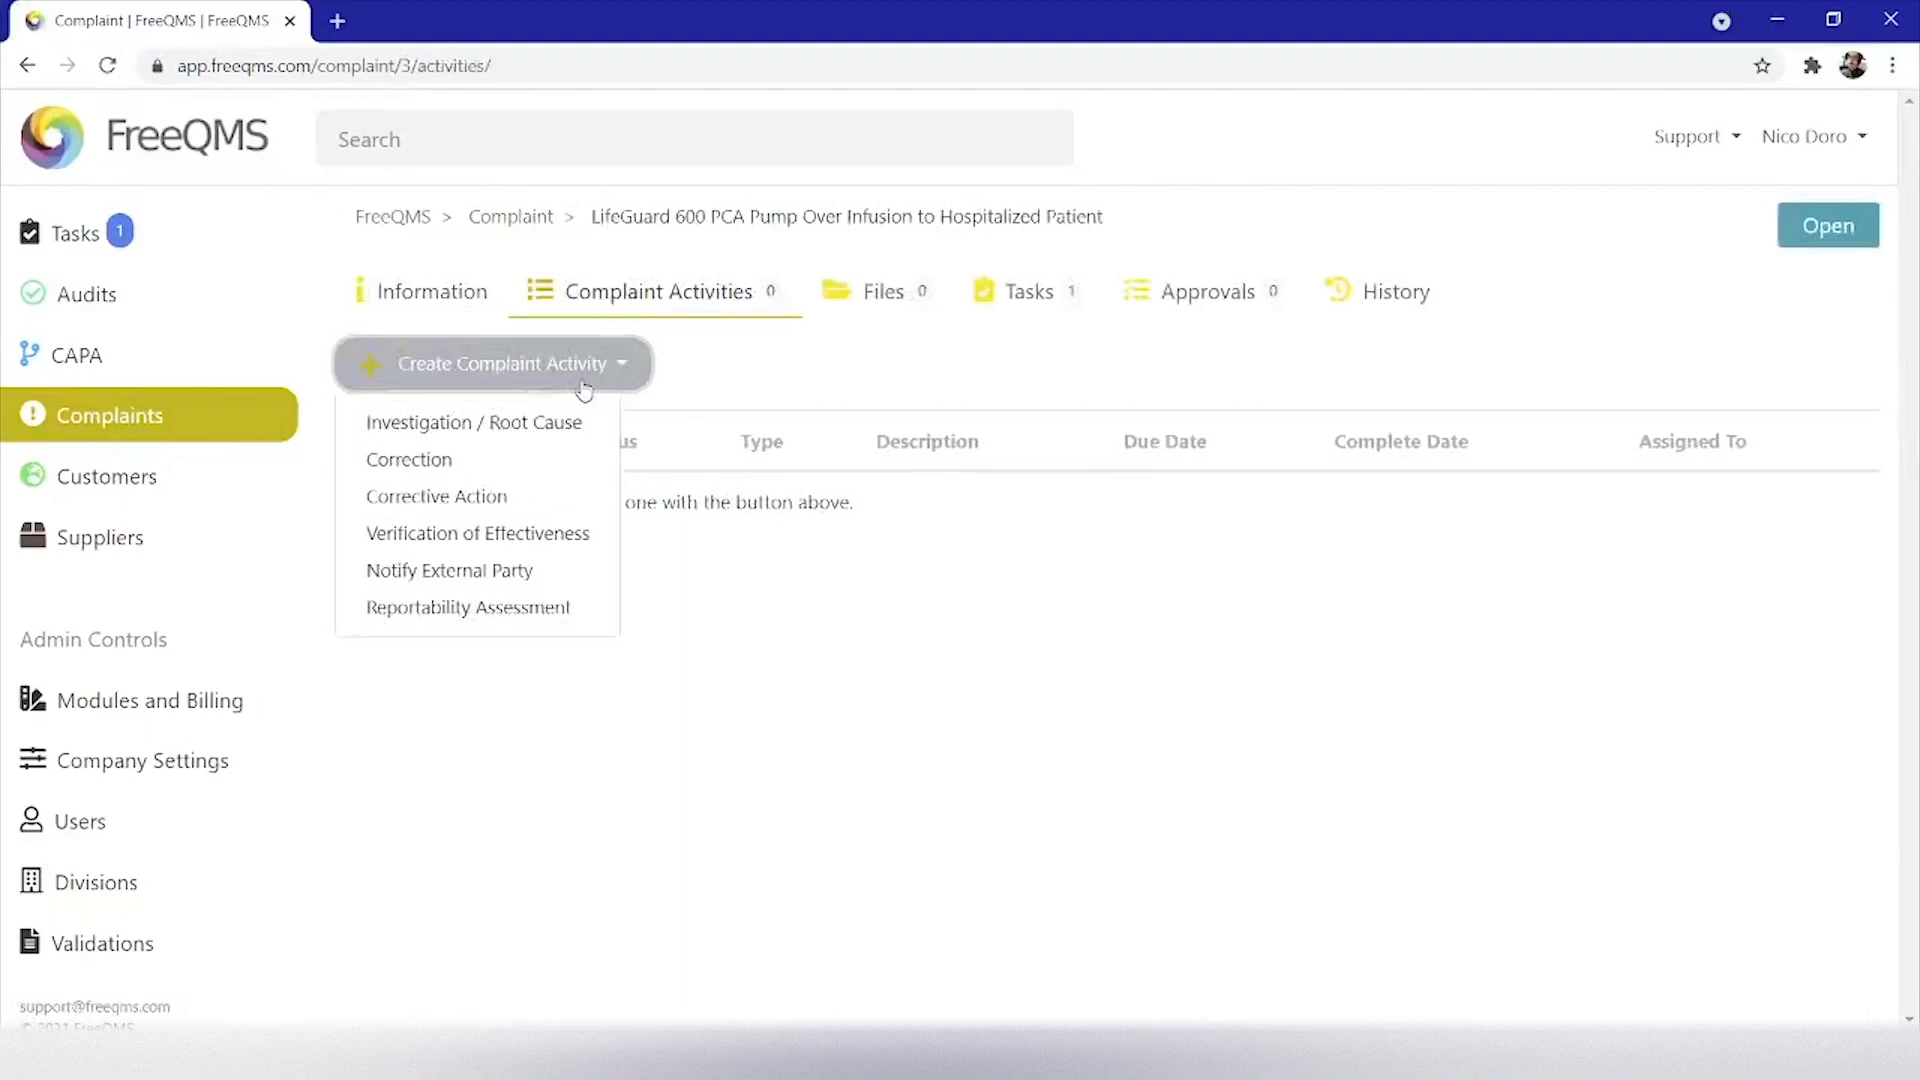 Complaint | FreeQMS | FreeQMS
app.freeqms.com/complaint/3/activities/
FreeQMS
Search
Support
Nico Doro
Tasks 1
Audits
CAPA
Complaints
Customers
Suppliers
Admin Controls
Modules and Billing
Company Settings
Users
Divisions
Validations
support@freeqms.com
© 2021 FreeQMS
FreeQMS > Complaint > LifeGuard 600 PCA Pump Over Infusion to Hospitalized Patient
Open
Information
Complaint Activities 0
Files 0
Tasks 1
Approvals 0
History
Create Complaint Activity
Investigation / Root Cause
Correction
Corrective Action
Verification of Effectiveness
Notify External Party
Reportability Assessment
us Type Description Due Date Complete Date Assigned To
one with the button above.